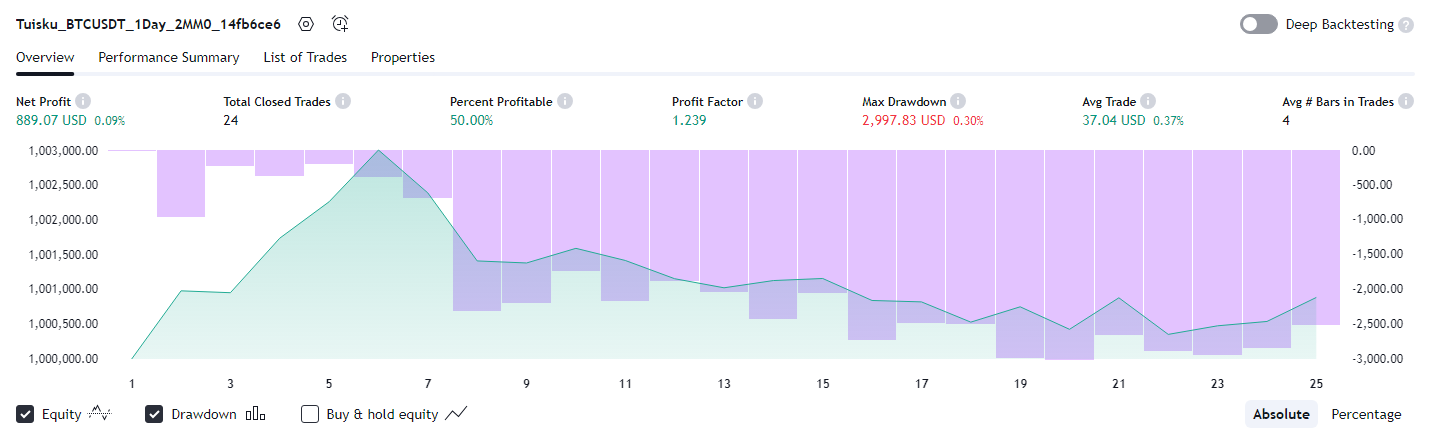 Tuisku_BTCUSDT_1Day_2MM0_14fb6ce6
Deep Backtesting ?
Overview Performance Summary List of Trades Properties
Net Profit i Total Closed Trades i Percent Profitable i Profit Factor i Max Drawdown i Avg Trade i Avg # Bars in Trades i
889.07 USD 0.09% 24 50.00% 1.239 2,997.83 USD 0.30% 37.04 USD 0.37% 4
1,003,000.00 0.00
1,002,500.00 -500.00
1,002,000.00 -1,000.00
1,001,500.00 -1,500.00
1,001,000.00 -2,000.00
1,000,500.00 -2,500.00
1,000,000.00 -3,000.00
1 3 5 7 9 11 13 15 17 19 21 23 25
Equity Drawdown Buy & hold equity Absolute Percentage